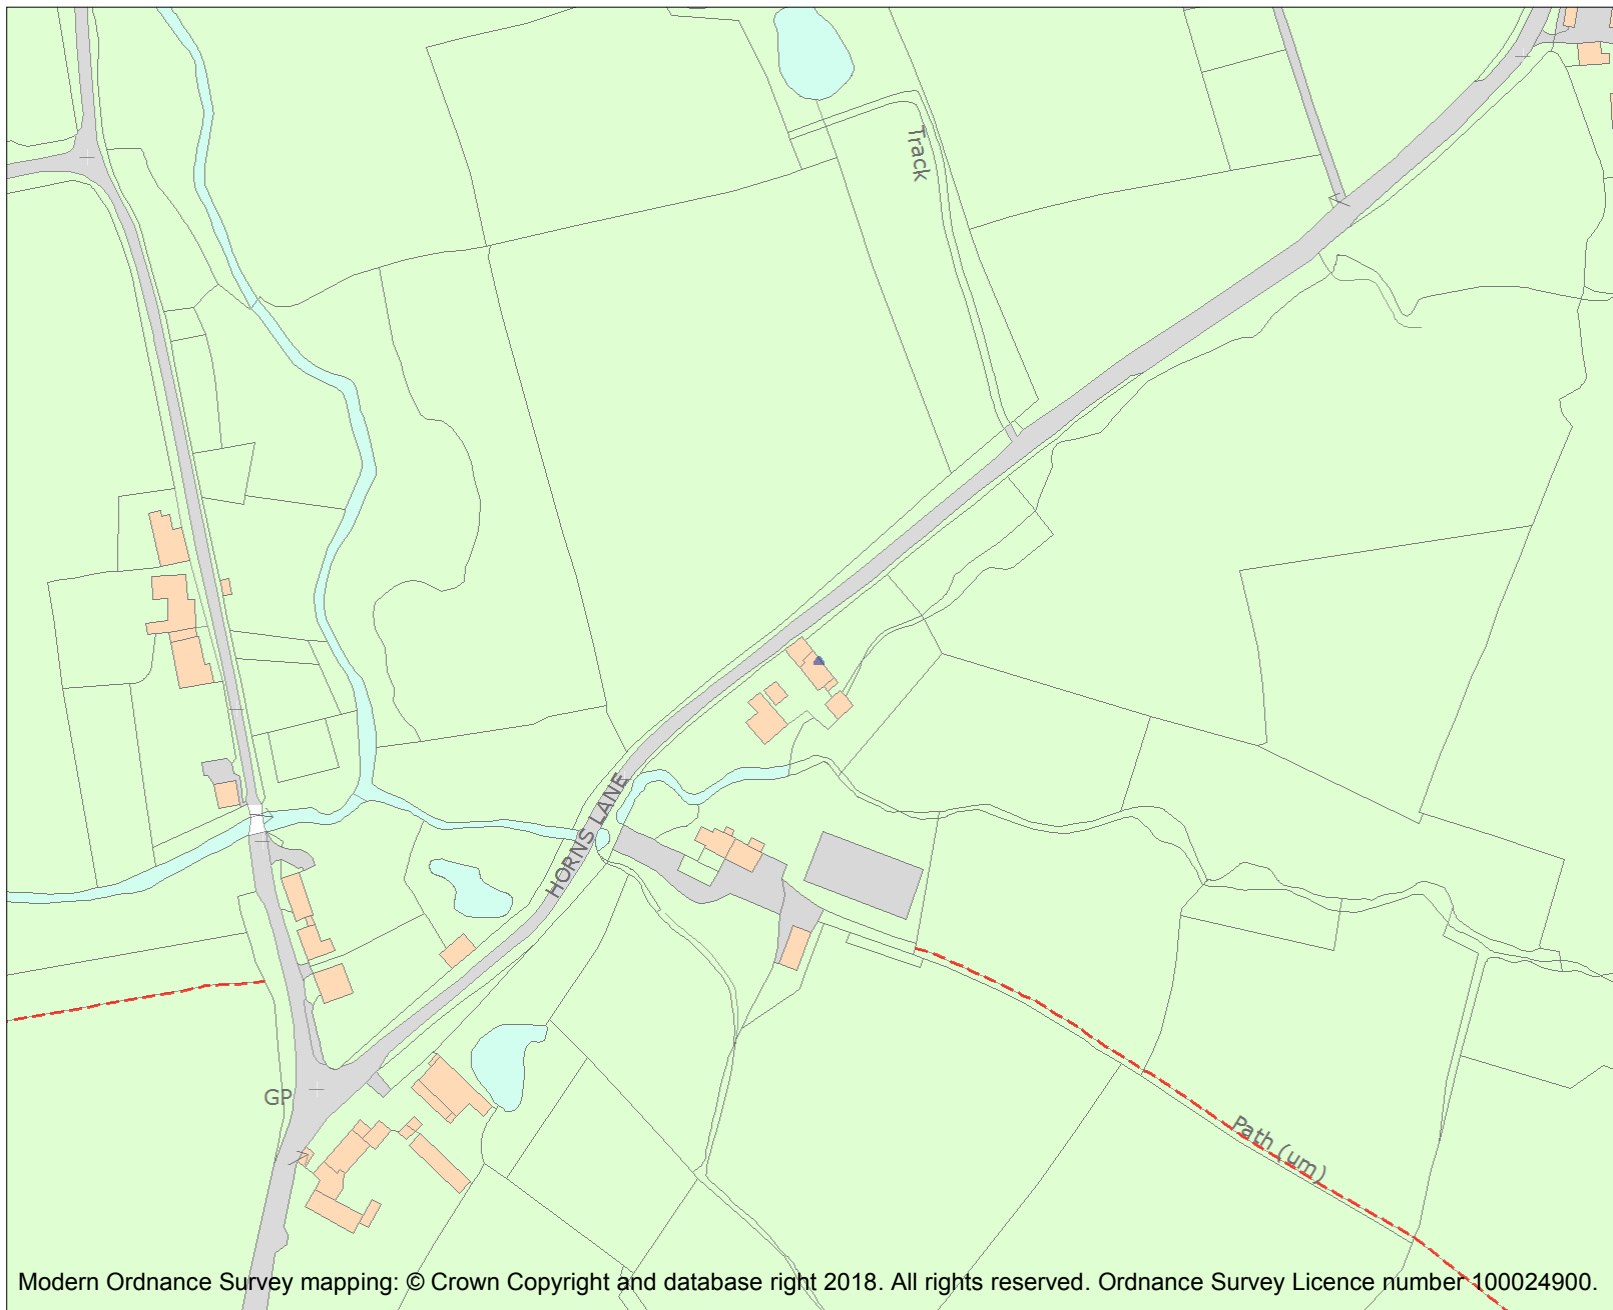 Track
HORNS LANE
GP
Path (um)
Modern Ordnance Survey mapping: © Crown Copyright and database right 2018. All rights reserved. Ordnance Survey Licence number 100024900.